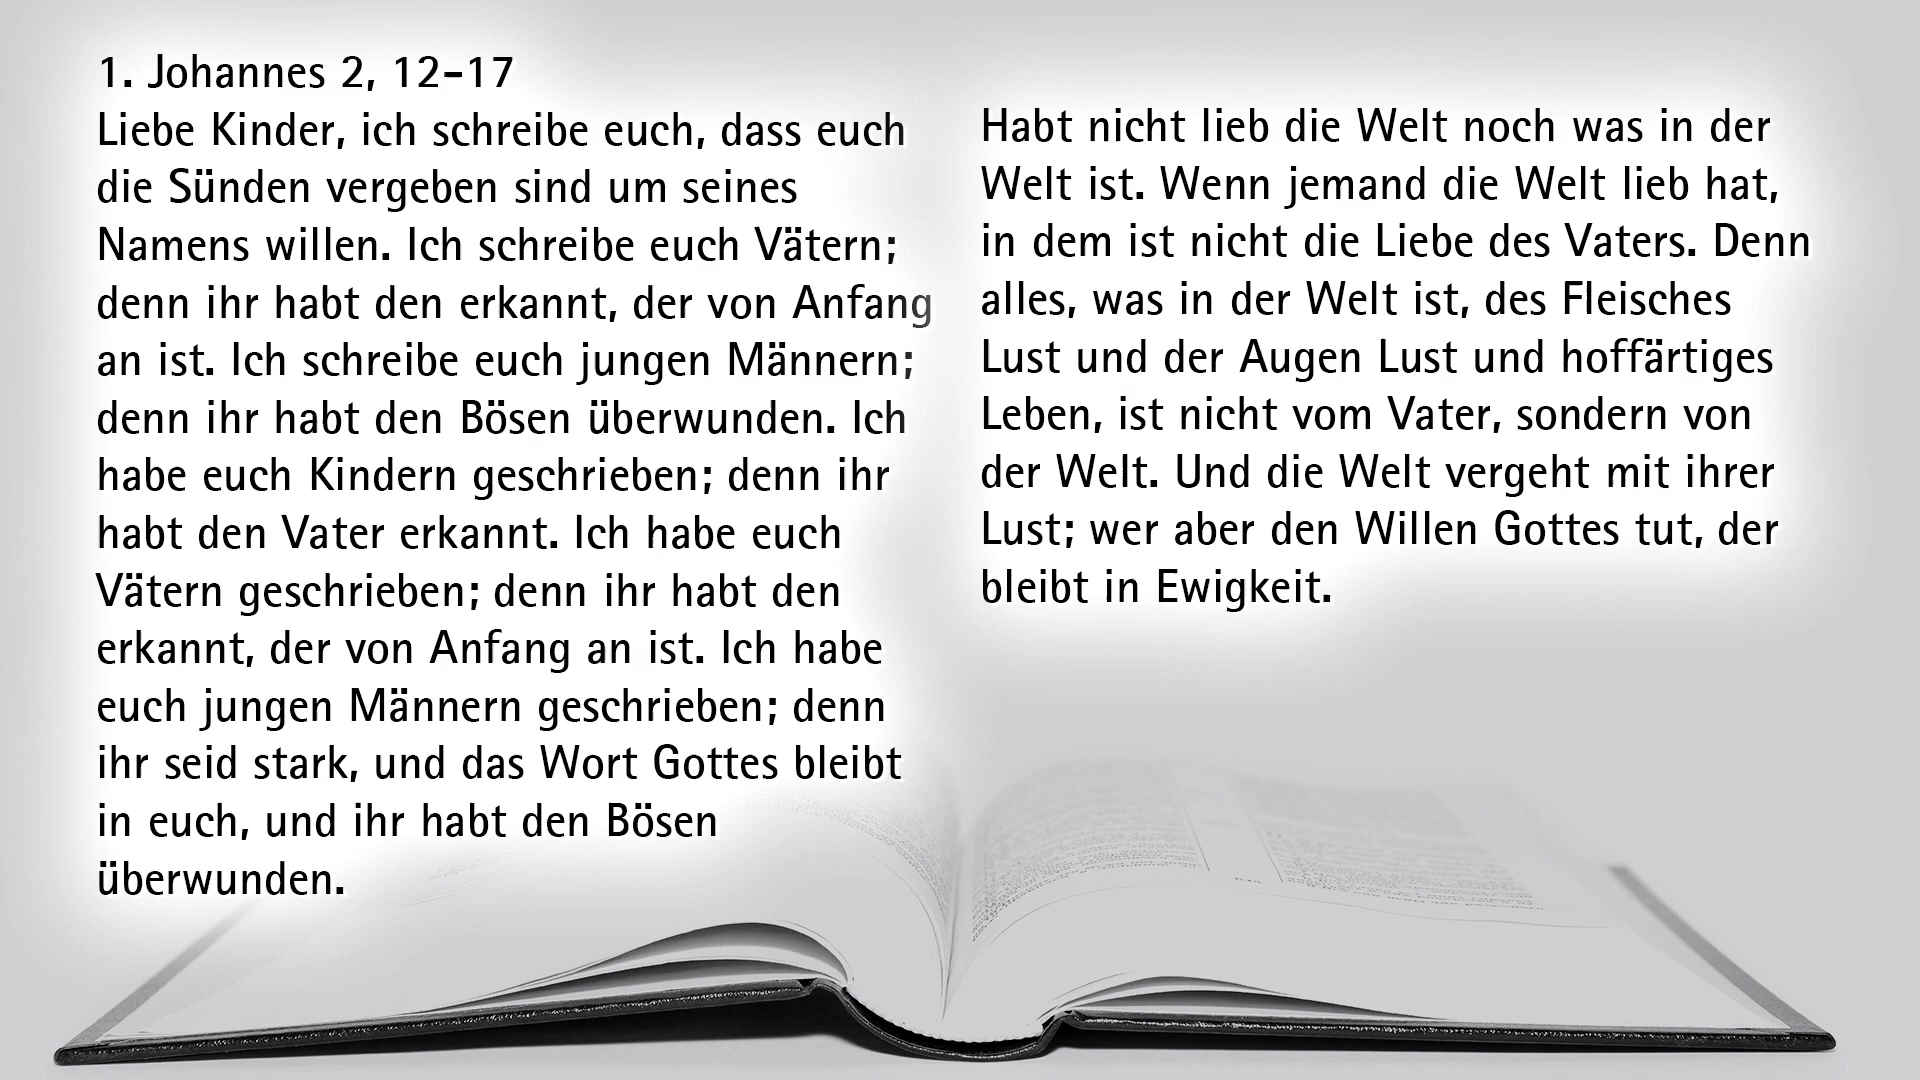 1. Johannes 2, 12-17
Liebe Kinder, ich schreibe euch, dass euch
die Sünden vergeben sind um seines
Namens willen. Ich schreibe euch Vätern;
denn ihr habt den erkannt, der von Anfang
an ist. Ich schreibe euch jungen Männern;
denn ihr habt den Bösen überwunden. Ich
habe euch Kindern geschrieben; denn ihr
habt den Vater erkannt. Ich habe euch
Vätern geschrieben; denn ihr habt den
erkannt, der von Anfang an ist. Ich habe
euch jungen Männern geschrieben; denn
ihr seid stark, und das Wort Gottes bleibt
in euch, und ihr habt den Bösen
überwunden.
Habt nicht lieb die Welt noch was in der
Welt ist. Wenn jemand die Welt lieb hat,
in dem ist nicht die Liebe des Vaters. Denn
alles, was in der Welt ist, des Fleisches
Lust und der Augen Lust und hoffärtiges
Leben, ist nicht vom Vater, sondern von
der Welt. Und die Welt vergeht mit ihrer
Lust; wer aber den Willen Gottes tut, der
bleibt in Ewigkeit.